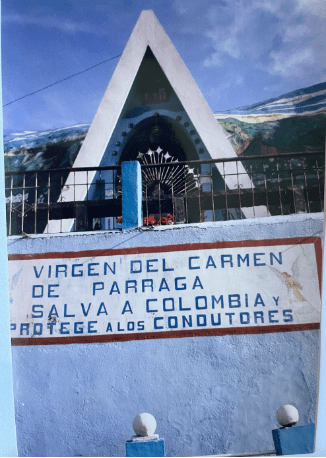 VIRGEN DEL CARMEN
DE PARRAGA
SALVA A COLOMBIA Y
PROTEGE A LOS CONDUTORES